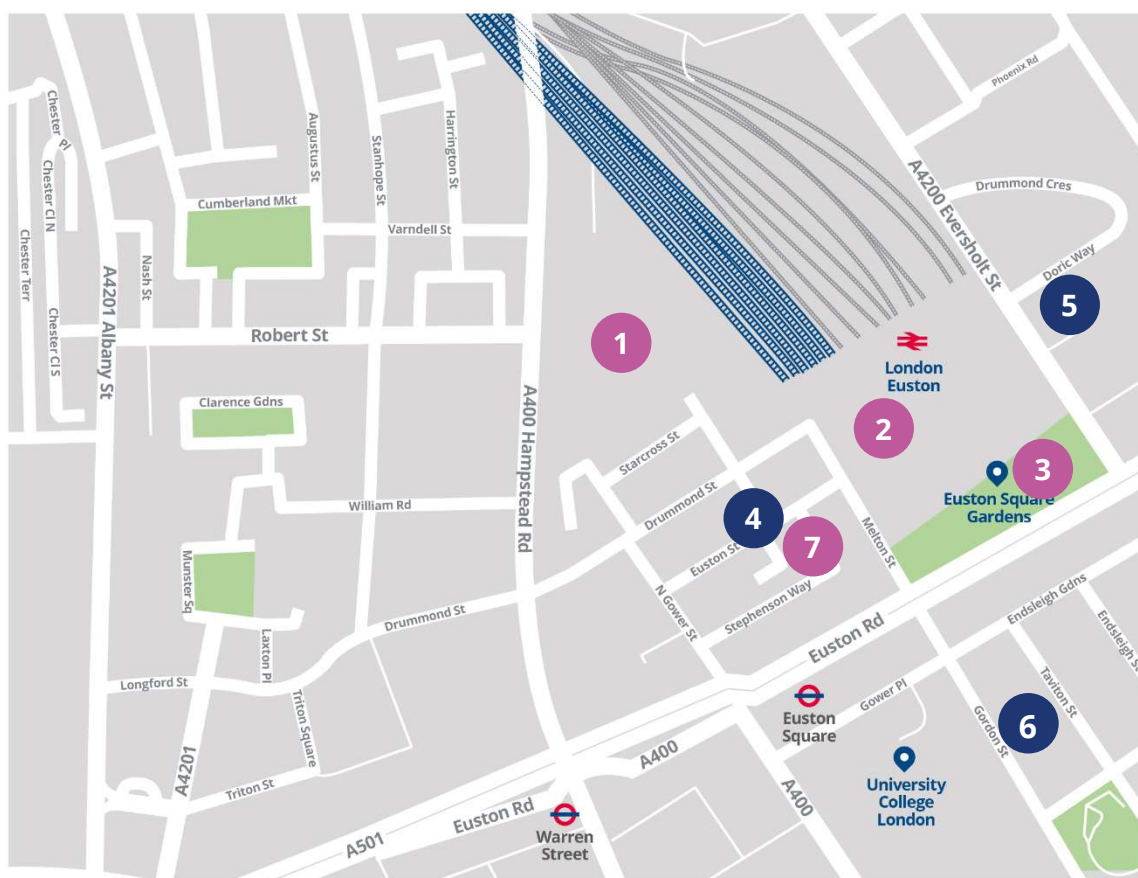 Phoenix Rd
Chester Pl
Augustus St
Harrington St
Stanhope St
Chester Cl N
A4200 Eversholt St
Drummond Cres
Cumberland Mkt
Varndell St
Chester Terr
Nash St
Doric Way
A4201 Albany St
5
Chester Cl S
Robert St
1
London
Euston
A400 Hampstead Rd
Clarence Gdns
2
Starcross St
3
Euston Square
Gardens
William Rd
Drummond St
4
Melton St
7
Euston St
Munster Sq
Stephenson Way
N Gower St
Drummond St
Endsleigh Gdns
Euston Rd
Endsleigh St
Laxton Pl
Longford St
Taviton St
Triton Square
Gower Pl
Euston
Square
Gordon St
6
A400
A4201
University
College
London
Triton St
A400
Euston Rd
Warren
Street
A501